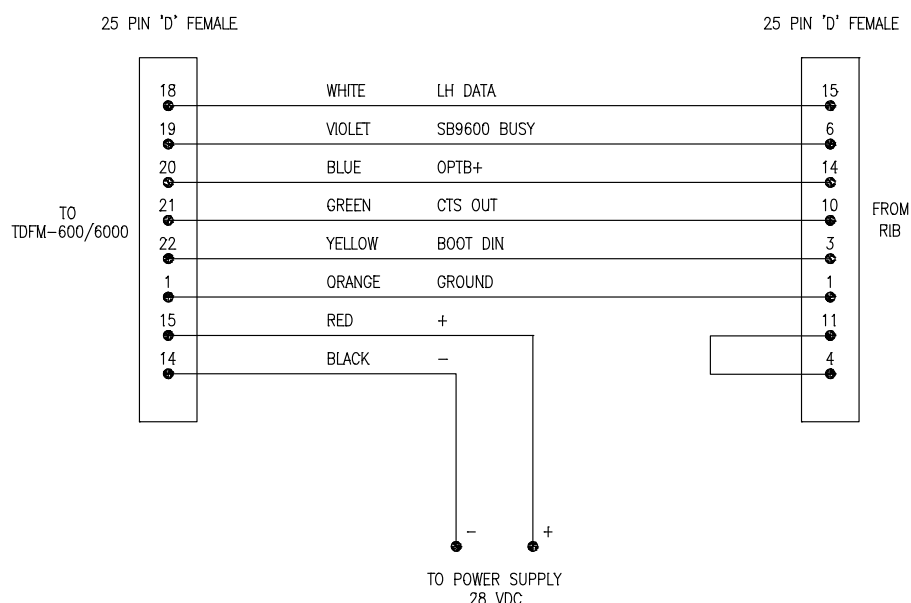 25 PIN 'D' FEMALE 25 PIN 'D' FEMALE
18 WHITE LH DATA 15
19 VIOLET SB9600 BUSY 6
20 BLUE OPTB+ 14
21 GREEN CTS OUT 10
TO
TDFM-600/6000
FROM
RIB
22 YELLOW BOOT DIN 3
1 ORANGE GROUND 1
15 RED + 11
14 BLACK − 4
− +
TO POWER SUPPLY
28 VDC